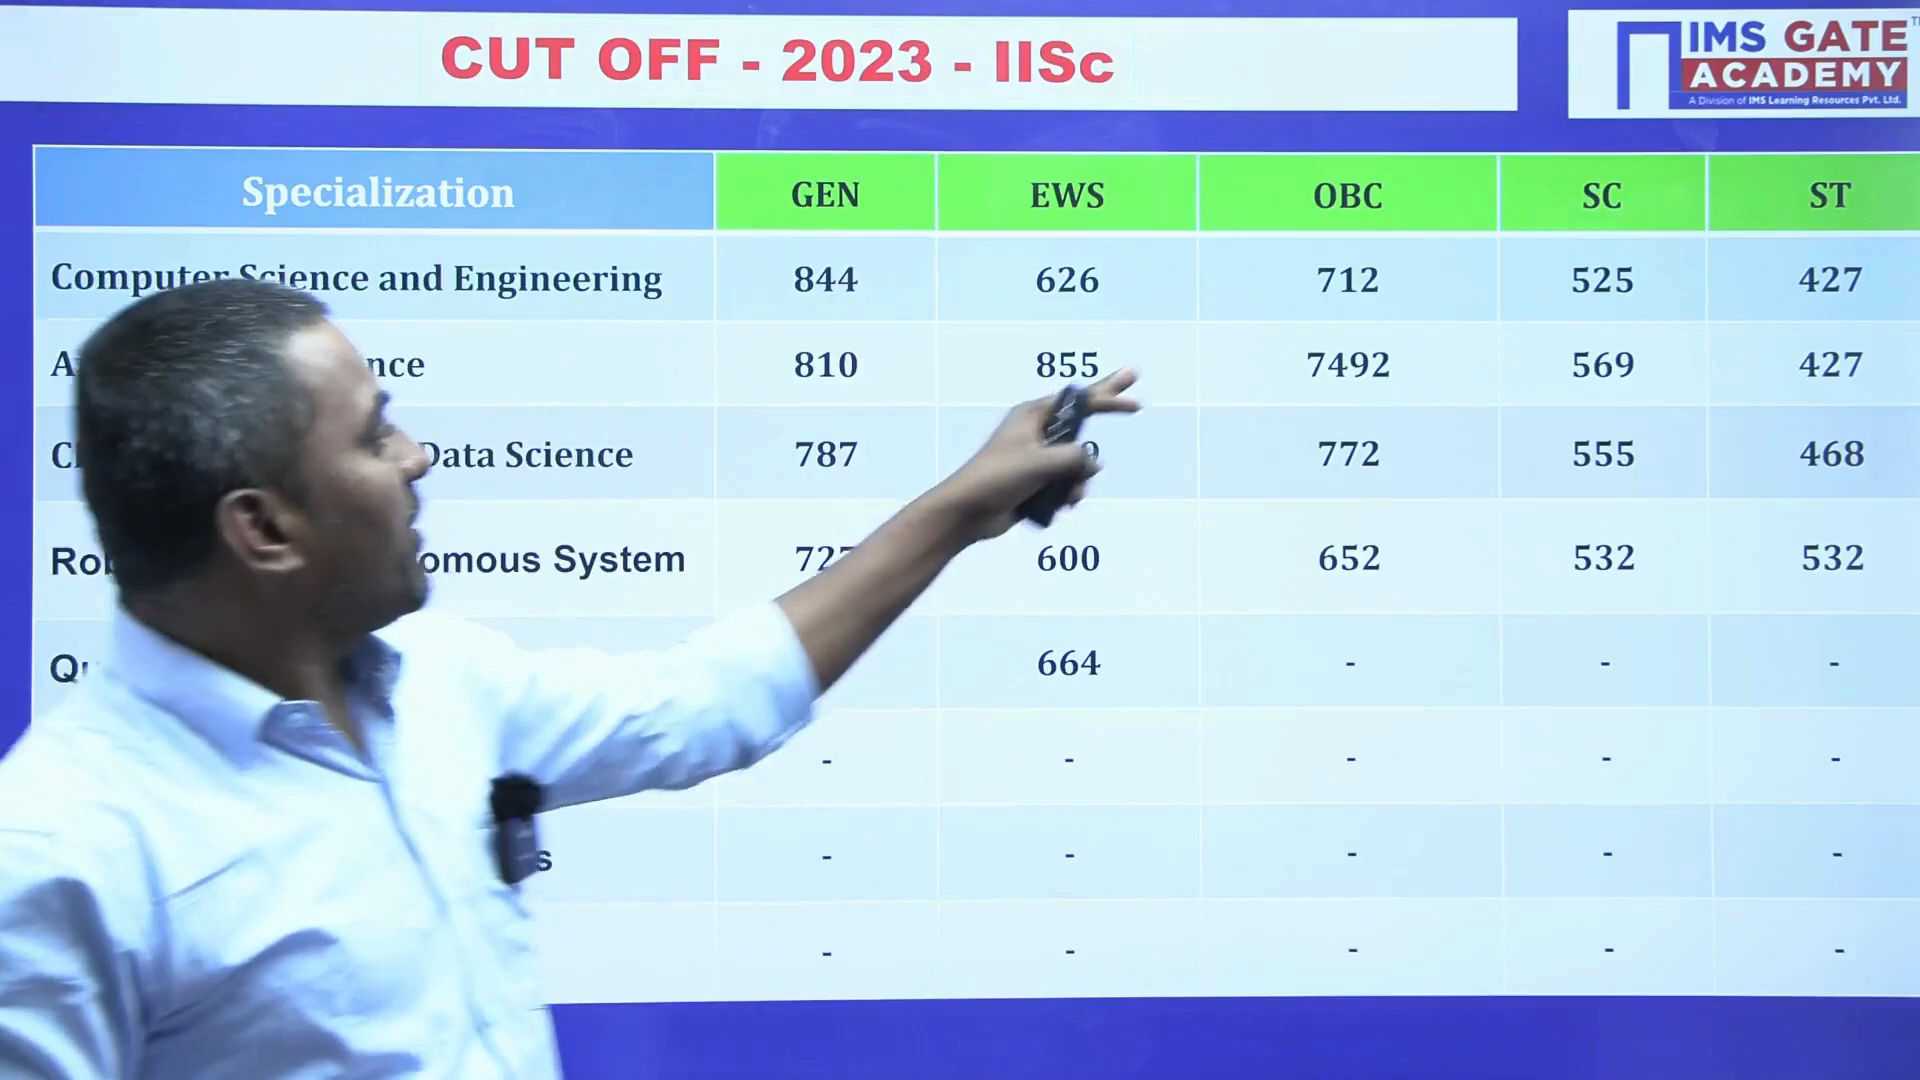 CUT OFF - 2023 - IISc
IMS GATE
ACADEMY
TM
A Division of IMS Learning Resources Pvt. Ltd.
Specialization GEN EWS OBC SC ST
Computer Science and Engineering 844 626 712 525 427
810 855 7492 569 427
Data Science 787 772 555 468
System 600 652 532 532
664 - - -
- - - - -
- - - - -
- - - - -